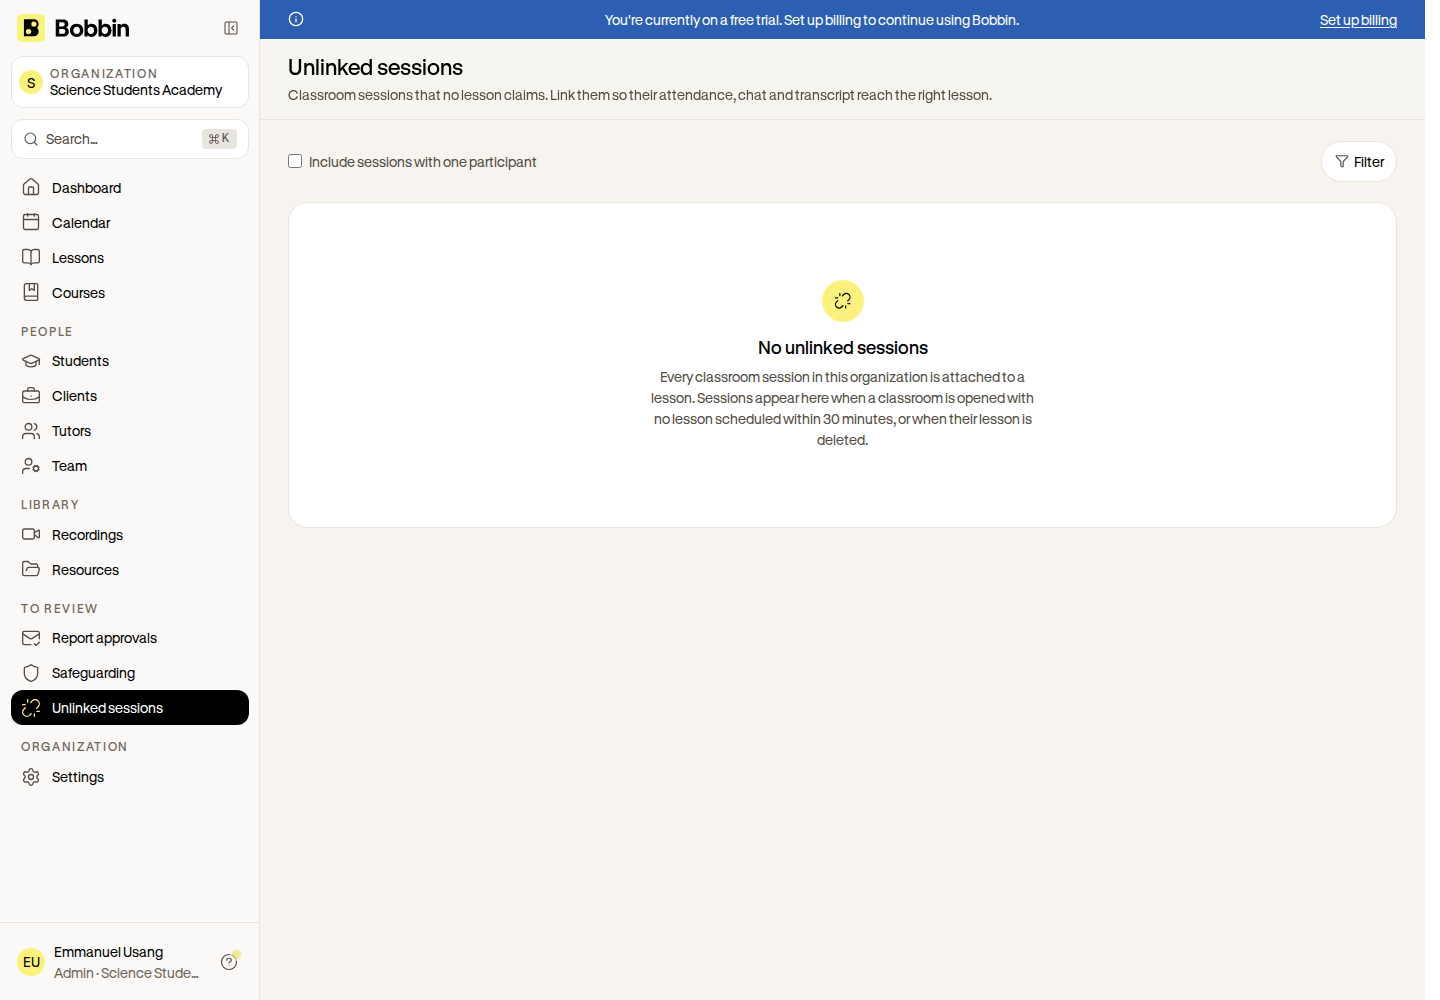 Bobbin
ORGANIZATION
S
Science Students Academy
Search...
⌘ K
Dashboard
Calendar
Lessons
Courses
PEOPLE
Students
Clients
Tutors
Team
LIBRARY
Recordings
Resources
TO REVIEW
Report approvals
Safeguarding
Unlinked sessions
ORGANIZATION
Settings
EU
Emmanuel Usang
Admin · Science Stude...
You're currently on a free trial. Set up billing to continue using Bobbin.
Set up billing
Unlinked sessions
Classroom sessions that no lesson claims. Link them so their attendance, chat and transcript reach the right lesson.
Include sessions with one participant
Filter
No unlinked sessions
Every classroom session in this organization is attached to a
lesson. Sessions appear here when a classroom is opened with
no lesson scheduled within 30 minutes, or when their lesson is
deleted.